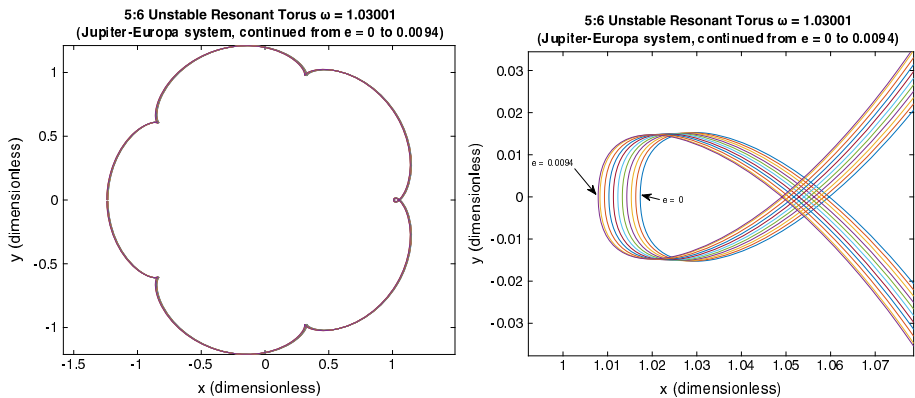 5:6 Unstable Resonant Torus ω = 1.03001
(Jupiter-Europa system, continued from e = 0 to 0.0094)
1
0.5
0
-0.5
-1
y (dimensionless)
-1.5 -1 -0.5 0 0.5 1
x (dimensionless)
5:6 Unstable Resonant Torus ω = 1.03001
(Jupiter-Europa system, continued from e = 0 to 0.0094)
0.03
0.02
0.01
0
-0.01
-0.02
-0.03
y (dimensionless)
e = 0.0094
e = 0
1 1.01 1.02 1.03 1.04 1.05 1.06 1.07
x (dimensionless)